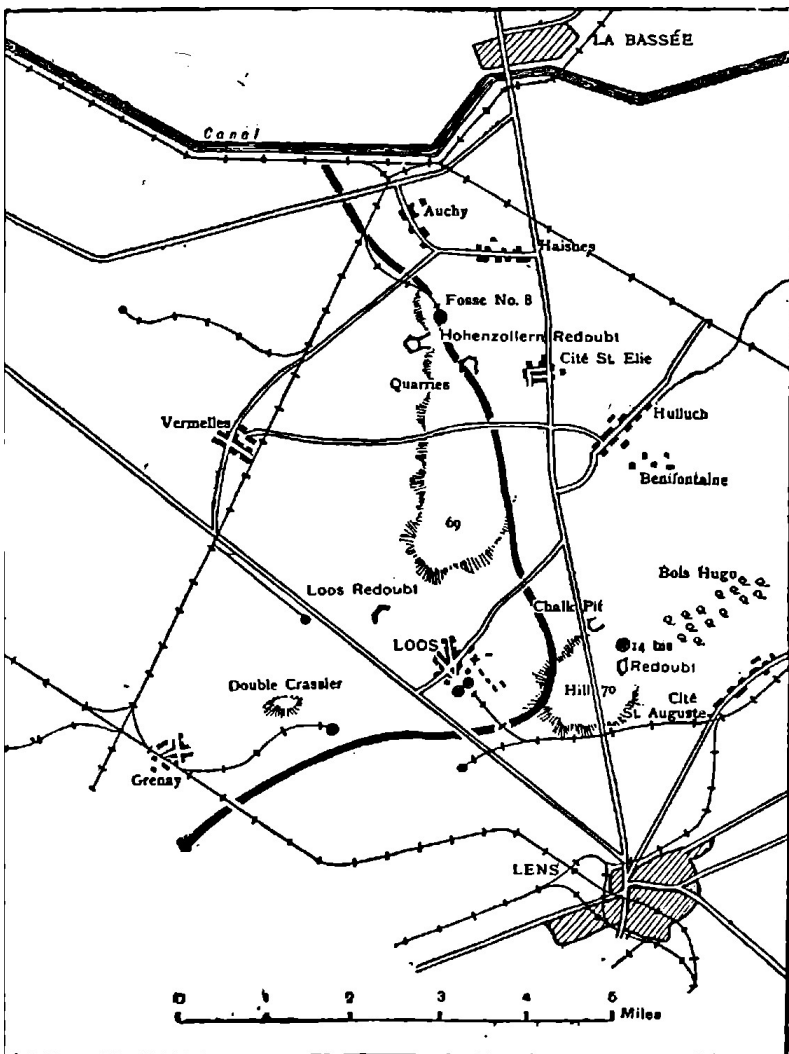 LA BASSÉE
Canal
Auchy
Haisnes
Fosse No. 8
Hohenzollern Redoubt
Cité St. Elie
Quarries
Vermelles
Hulluch
Benifontaine
69
Bois Hugo
Loos Redoubt
Chalk Pit
LOOS
14 bis
Redoubt
Double Crassier
Hill 70
Cité
St. Auguste
Grenay
LENS
0 1 2 3 4 5
Miles